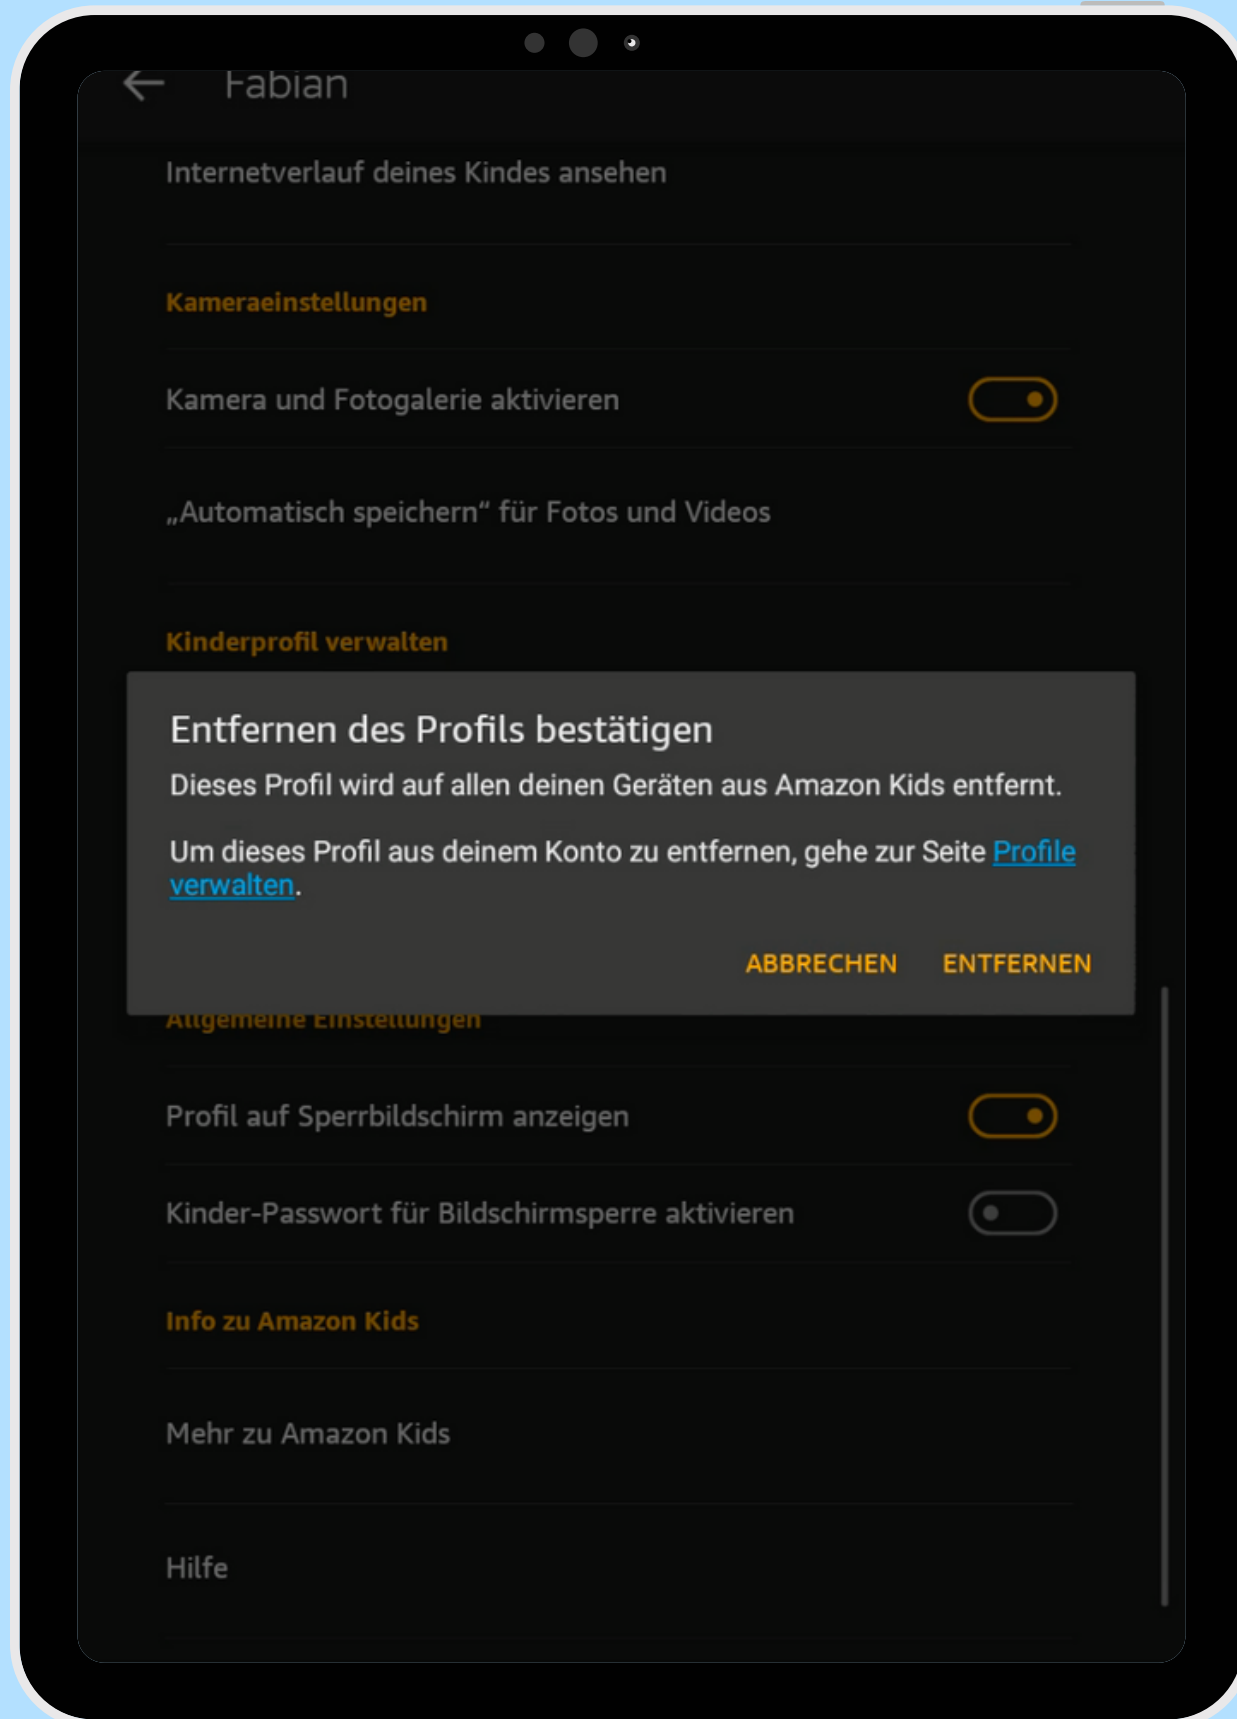 Fabian
Internetverlauf deines Kindes ansehen
Kameraeinstellungen
Kamera und Fotogalerie aktivieren
„Automatisch speichern“ für Fotos und Videos
Kinderprofil verwalten
Entfernen des Profils bestätigen
Dieses Profil wird auf allen deinen Geräten aus Amazon Kids entfernt.
Um dieses Profil aus deinem Konto zu entfernen, gehe zur Seite Profile
verwalten.
ABBRECHEN ENTFERNEN
Allgemeine Einstellungen
Profil auf Sperrbildschirm anzeigen
Kinder-Passwort für Bildschirmsperre aktivieren
Info zu Amazon Kids
Mehr zu Amazon Kids
Hilfe